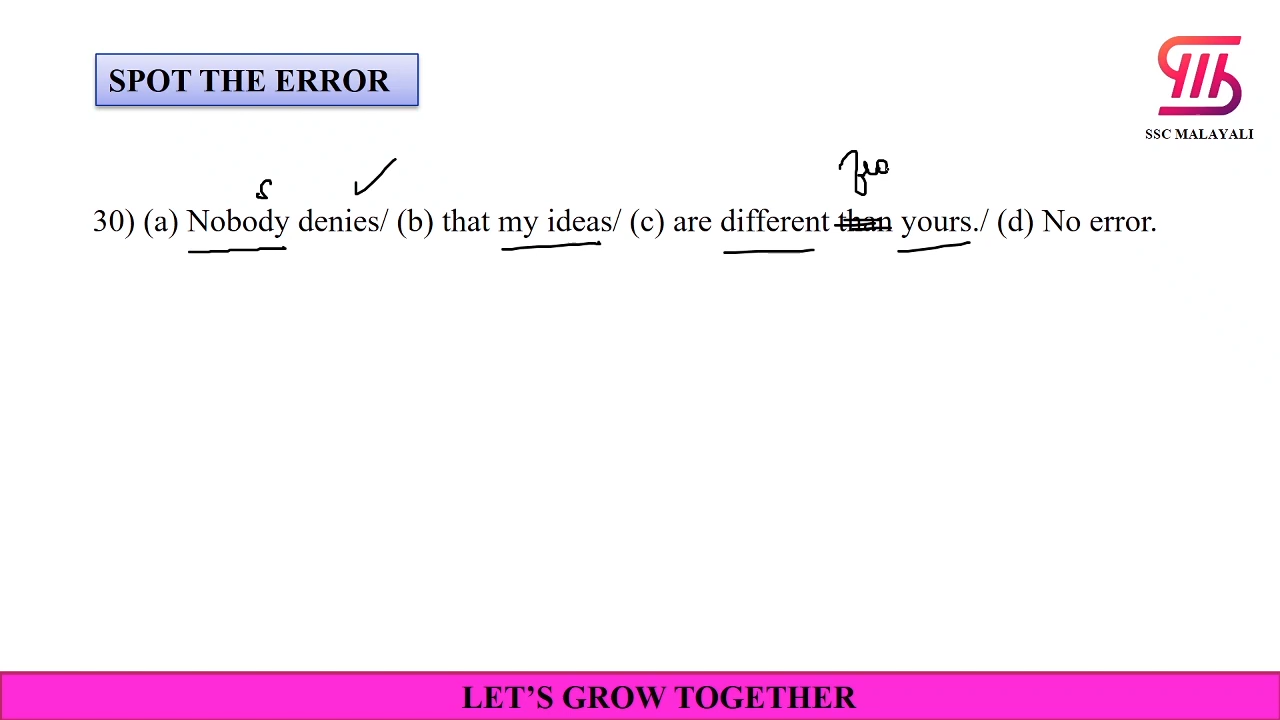 SPOT THE ERROR
SSC MALAYALI
s
fro
30) (a) Nobody denies/ (b) that my ideas/ (c) are different than yours./ (d) No error.
LET'S GROW TOGETHER